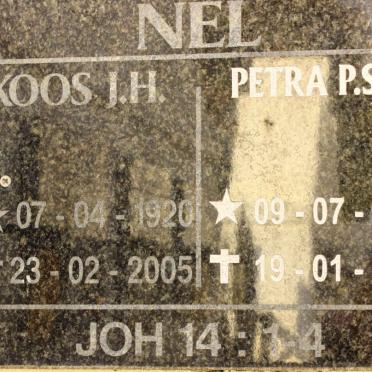 NEL
KOOS J.H. PETRA P.S
07 - 04 - 1920 09 - 07 -
23 - 02 - 2005 19 - 01 -
JOH 14 : 1-4